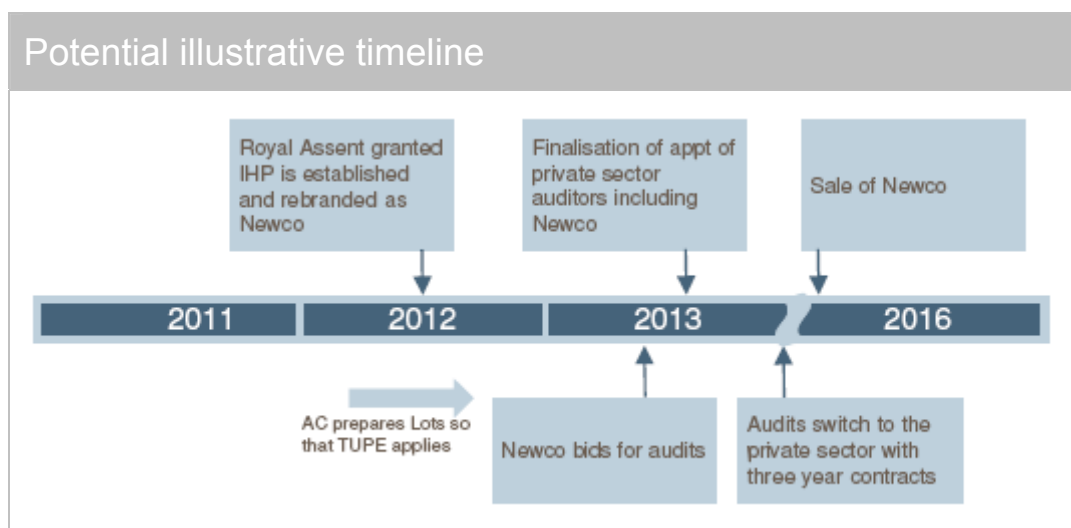 Potential illustrative timeline
Royal Assent granted
IHP is established
and rebranded as
Newco
Finalisation of appt of
private sector
auditors including
Newco
Sale of Newco
2011
2012
2013
2016
AC prepares Lots so
that TUPE applies
Newco bids for audits
Audits switch to the
private sector with
three year contracts